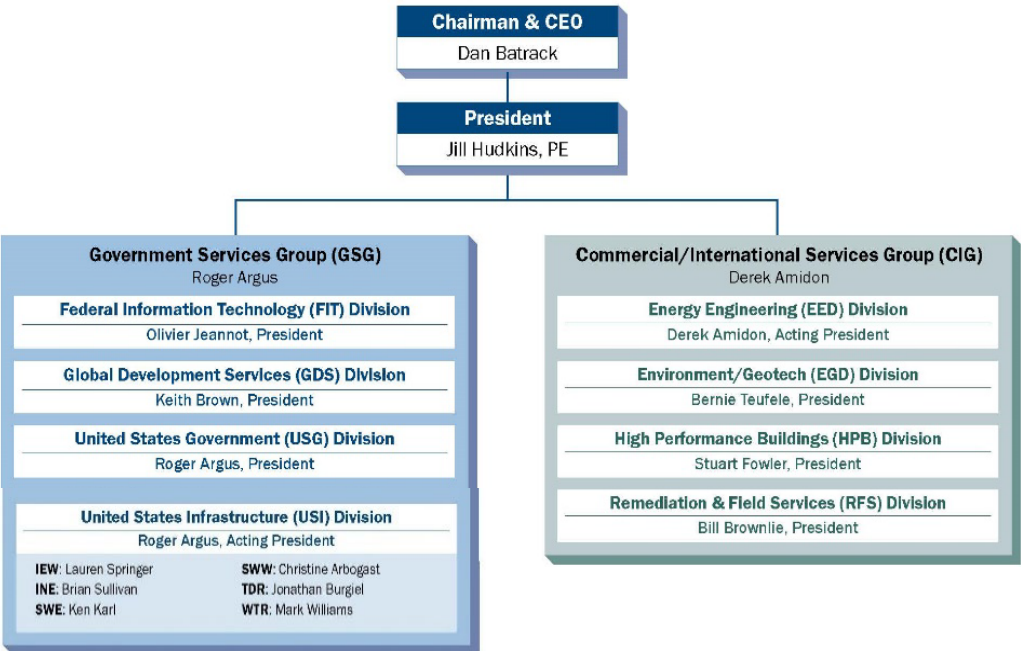 Chairman & CEO
Dan Batrack
President
Jill Hudkins, PE
Government Services Group (GSG)
Roger Argus
Federal Information Technology (FIT) Division
Olivier Jeannot, President
Global Development Services (GDS) Division
Keith Brown, President
United States Government (USG) Division
Roger Argus, President
United States Infrastructure (USI) Division
Roger Argus, Acting President
IEW: Lauren Springer
INE: Brian Sullivan
SWE: Ken Karl
SWW: Christine Arbogast
TDR: Jonathan Burgiel
WTR: Mark Williams
Commercial/International Services Group (CIG)
Derek Amidon
Energy Engineering (EED) Division
Derek Amidon, Acting President
Environment/Geotech (EGD) Division
Bernie Teufele, President
High Performance Buildings (HPB) Division
Stuart Fowler, President
Remediation & Field Services (RFS) Division
Bill Brownlie, President